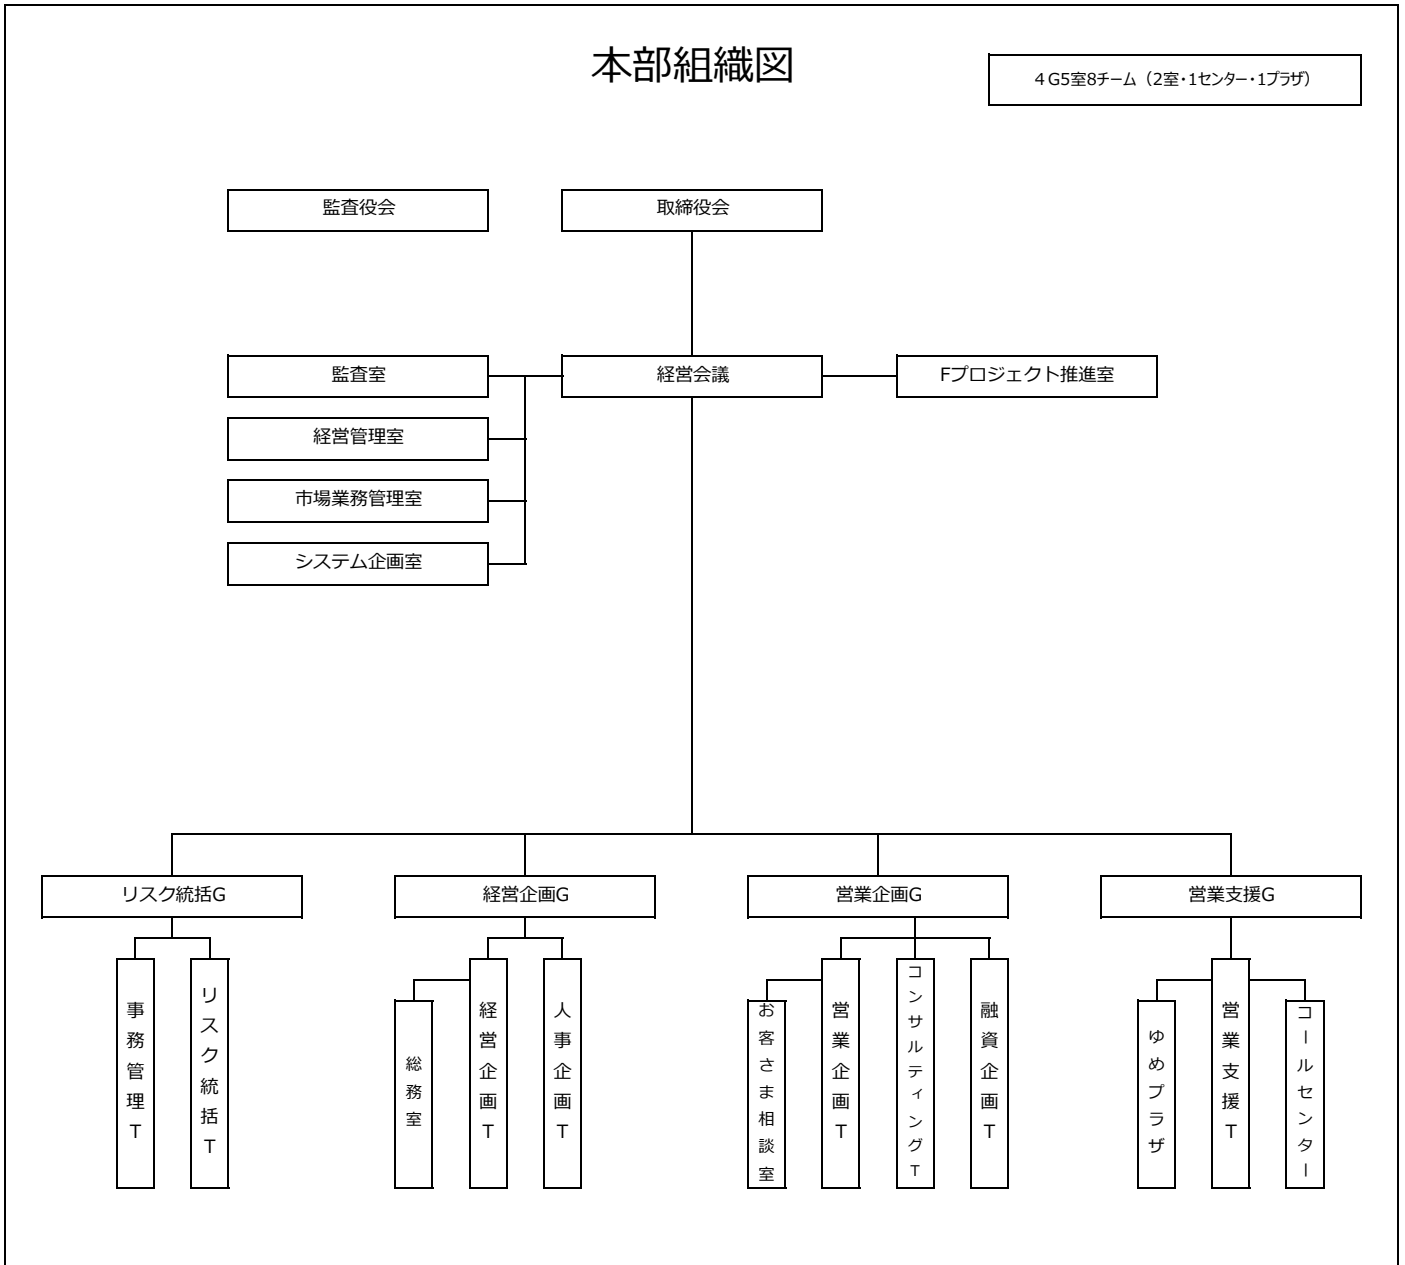 本部組織図
４G5室8チーム（2室・1センター・1プラザ）
監査役会
取締役会
監査室
経営会議
Fプロジェクト推進室
経営管理室
市場業務管理室
システム企画室
リスク統括G
経営企画G
営業企画G
営業支援G
事務管理T
リスク統括T
総務室
経営企画T
人事企画T
お客さま相談室
営業企画T
コンサルティングT
融資企画T
ゆめプラザ
営業支援T
コールセンター